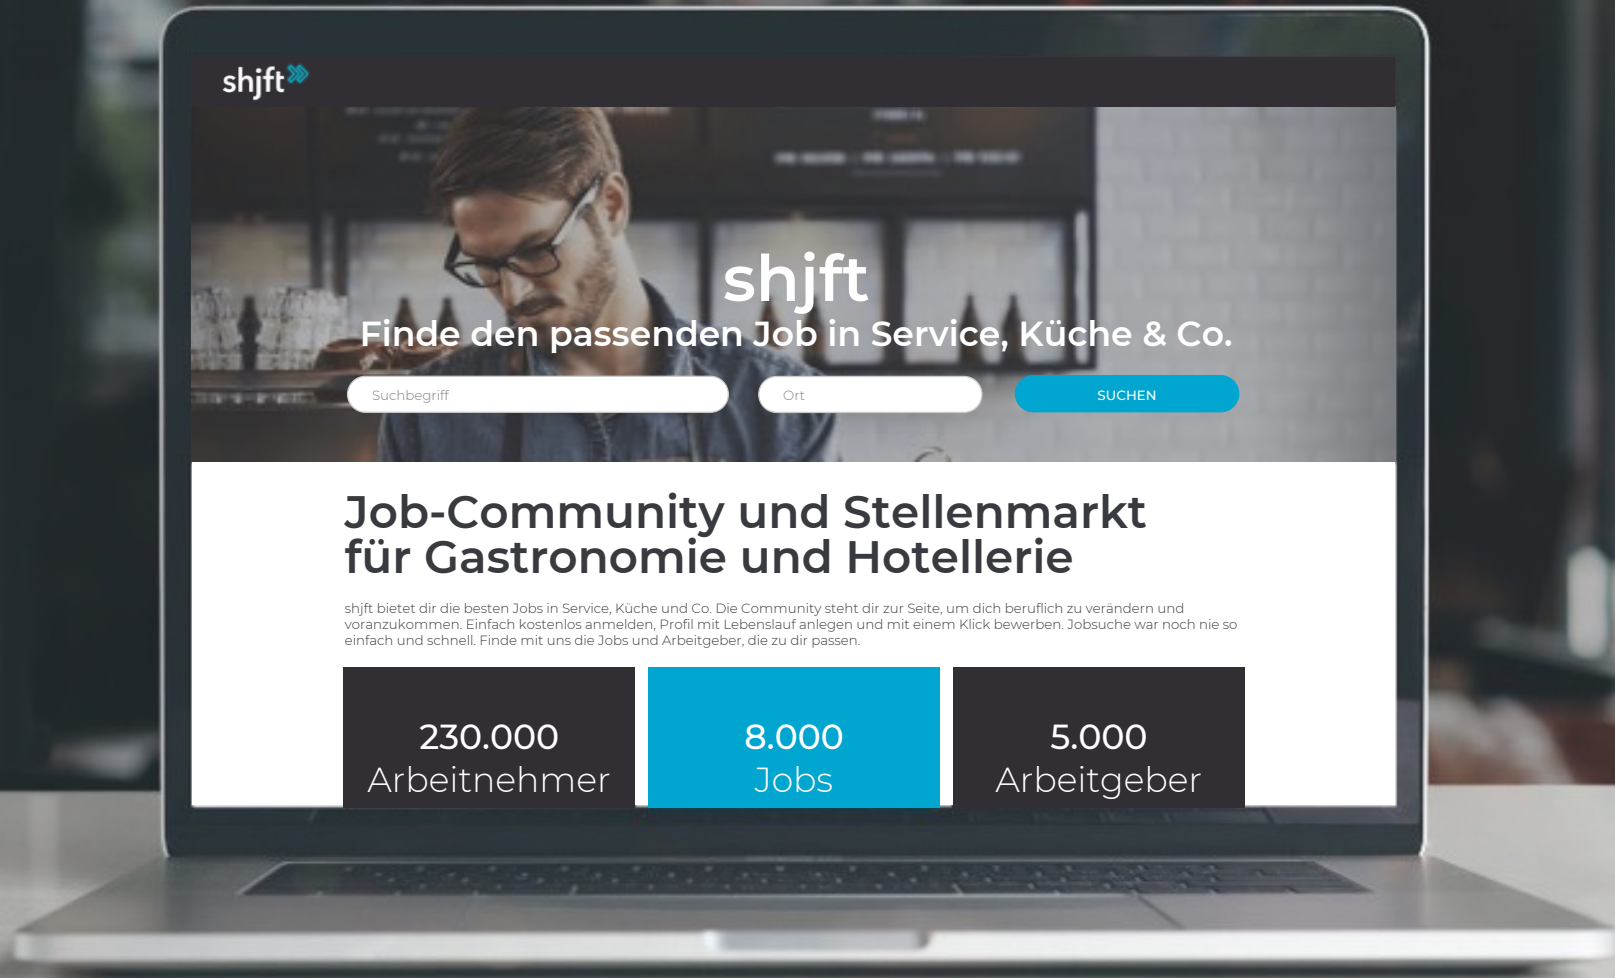 shjft
shjft
Finde den passenden Job in Service, Küche & Co.
Suchbegriff
Ort
SUCHEN
Job-Community und Stellenmarkt
für Gastronomie und Hotellerie
shjft bietet dir die besten Jobs in Service, Küche und Co. Die Community steht dir zur Seite, um dich beruflich zu verändern und
voranzukommen. Einfach kostenlos anmelden, Profil mit Lebenslauf anlegen und mit einem Klick bewerben. Jobsuche war noch nie so
einfach und schnell. Finde mit uns die Jobs und Arbeitgeber, die zu dir passen.
230.000
Arbeitnehmer
8.000
Jobs
5.000
Arbeitgeber